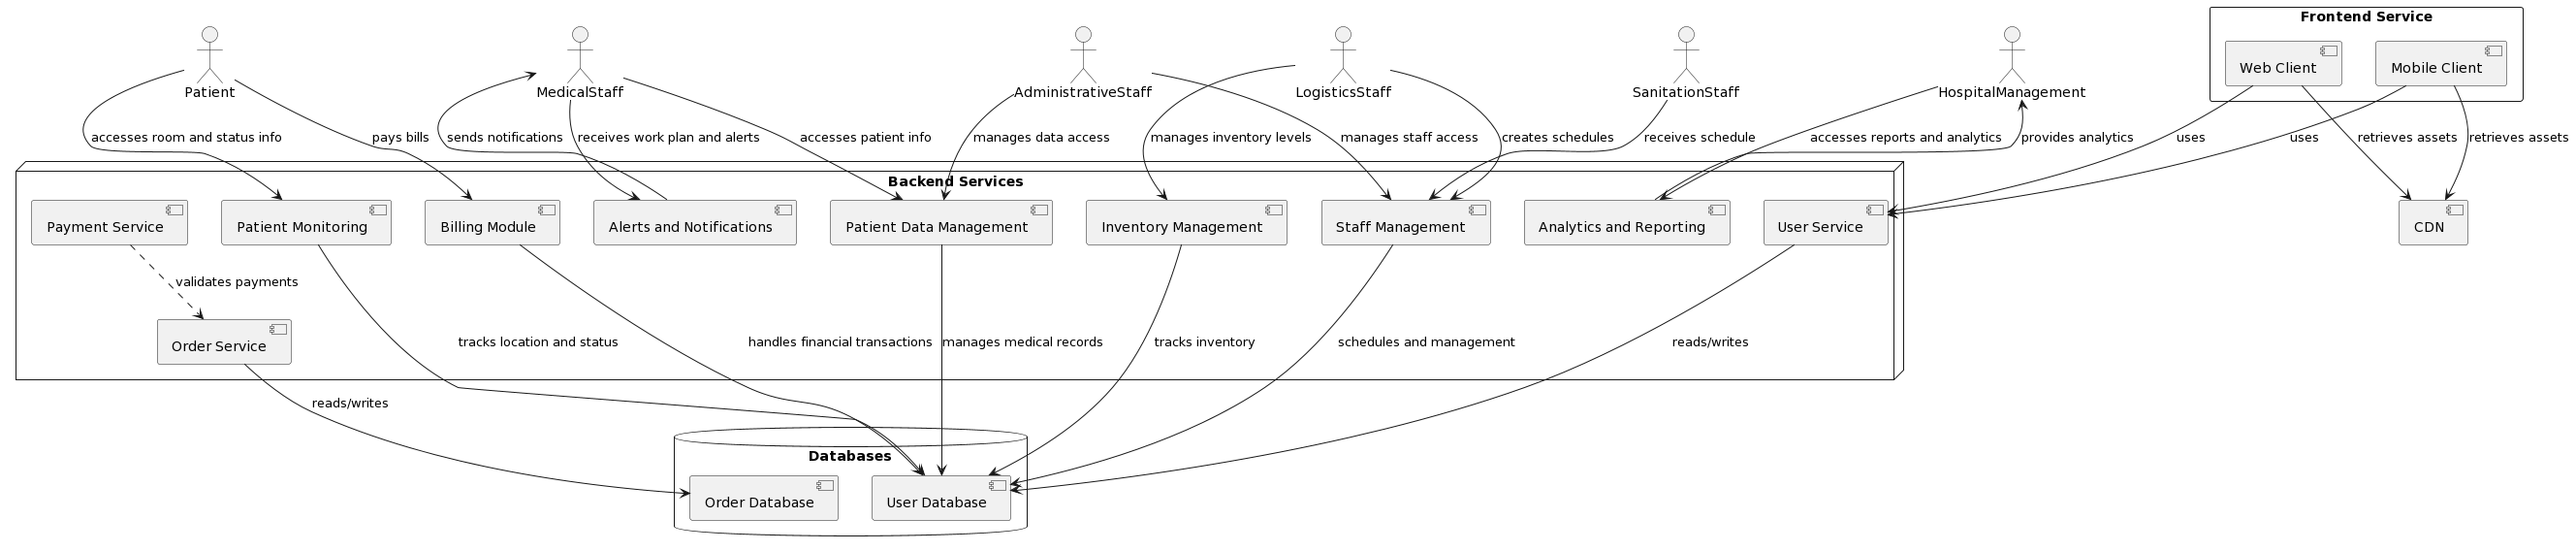 Frontend Service
Web Client
Mobile Client
Patient
MedicalStaff
AdministrativeStaff
LogisticsStaff
SanitationStaff
HospitalManagement
accesses room and status info
pays bills
sends notifications
receives work plan and alerts
accesses patient info
manages data access
manages inventory levels
manages staff access
creates schedules
receives schedule
accesses reports and analytics
provides analytics
uses
uses
retrieves assets
retrieves assets
Backend Services
Payment Service
Patient Monitoring
Billing Module
Alerts and Notifications
Patient Data Management
Inventory Management
Staff Management
Analytics and Reporting
User Service
CDN
validates payments
Order Service
tracks location and status
handles financial transactions
manages medical records
tracks inventory
schedules and management
reads/writes
reads/writes
Databases
Order Database
User Database